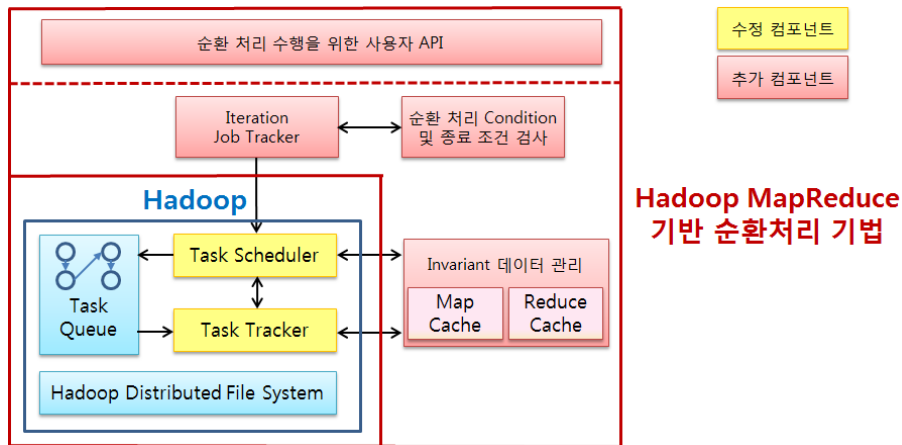 순환 처리 수행을 위한 사용자 API
수정 컴포넌트
추가 컴포넌트
Iteration
Job Tracker
순환 처리 Condition
및 종료 조건 검사
Hadoop
Hadoop MapReduce
기반 순환처리 기법
Task Scheduler
Task
Queue
Task Tracker
Invariant 데이터 관리
Map
Cache
Reduce
Cache
Hadoop Distributed File System